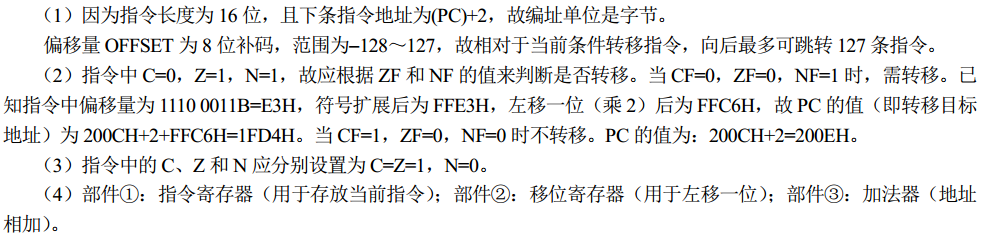 （1）因为指令长度为 16 位，且下条指令地址为(PC)+2，故编址单位是字节。
偏移量 OFFSET 为 8 位补码，范围为–128～127，故相对于当前条件转移指令，向后最多可跳转 127 条指令。
（2）指令中 C=0，Z=1，N=1，故应根据 ZF 和 NF 的值来判断是否转移。当 CF=0，ZF=0，NF=1 时，需转移。已
知指令中偏移量为 1110 0011B=E3H，符号扩展后为 FFE3H，左移一位（乘 2）后为 FFC6H，故 PC 的值（即转移目标
地址）为 200CH+2+FFC6H=1FD4H。当 CF=1，ZF=0，NF=0 时不转移。PC 的值为：200CH+2=200EH。
（3）指令中的 C、Z 和 N 应分别设置为 C=Z=1，N=0。
（4）部件①：指令寄存器（用于存放当前指令）；部件②：移位寄存器（用于左移一位）；部件③：加法器（地址
相加）。